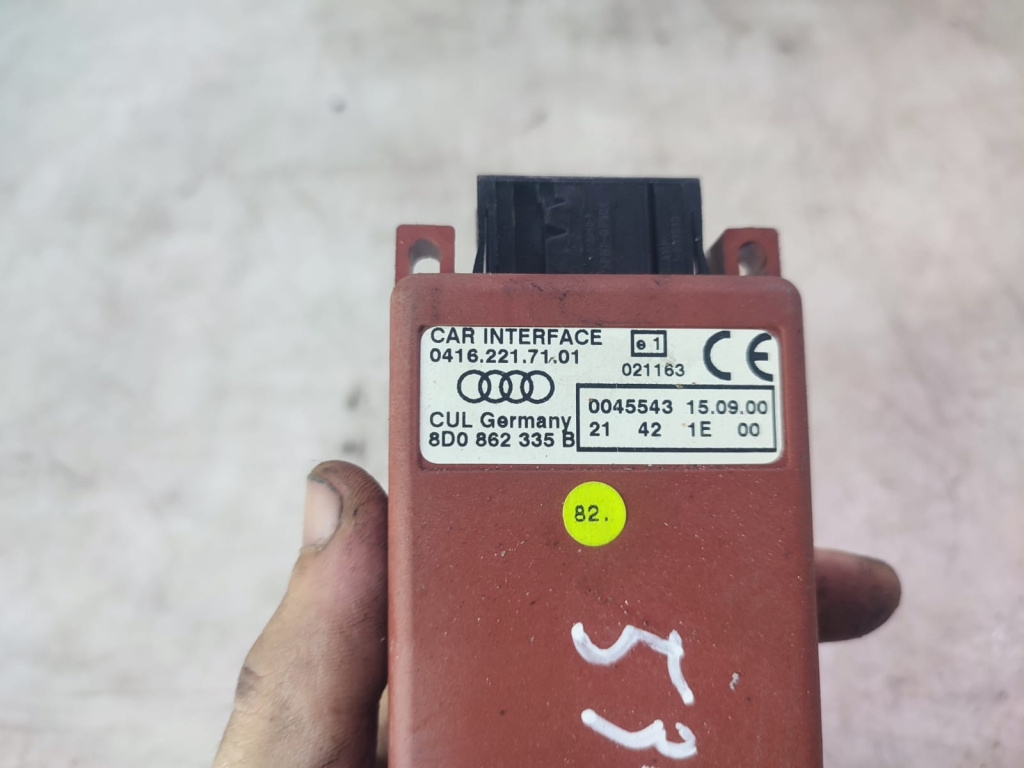 CAR INTERFACE
0416.221.71.01
e 1
021163
CE
CUL Germany
8D0 862 335 B
0045543 15.09.00
21 42 1E 00
82.
53